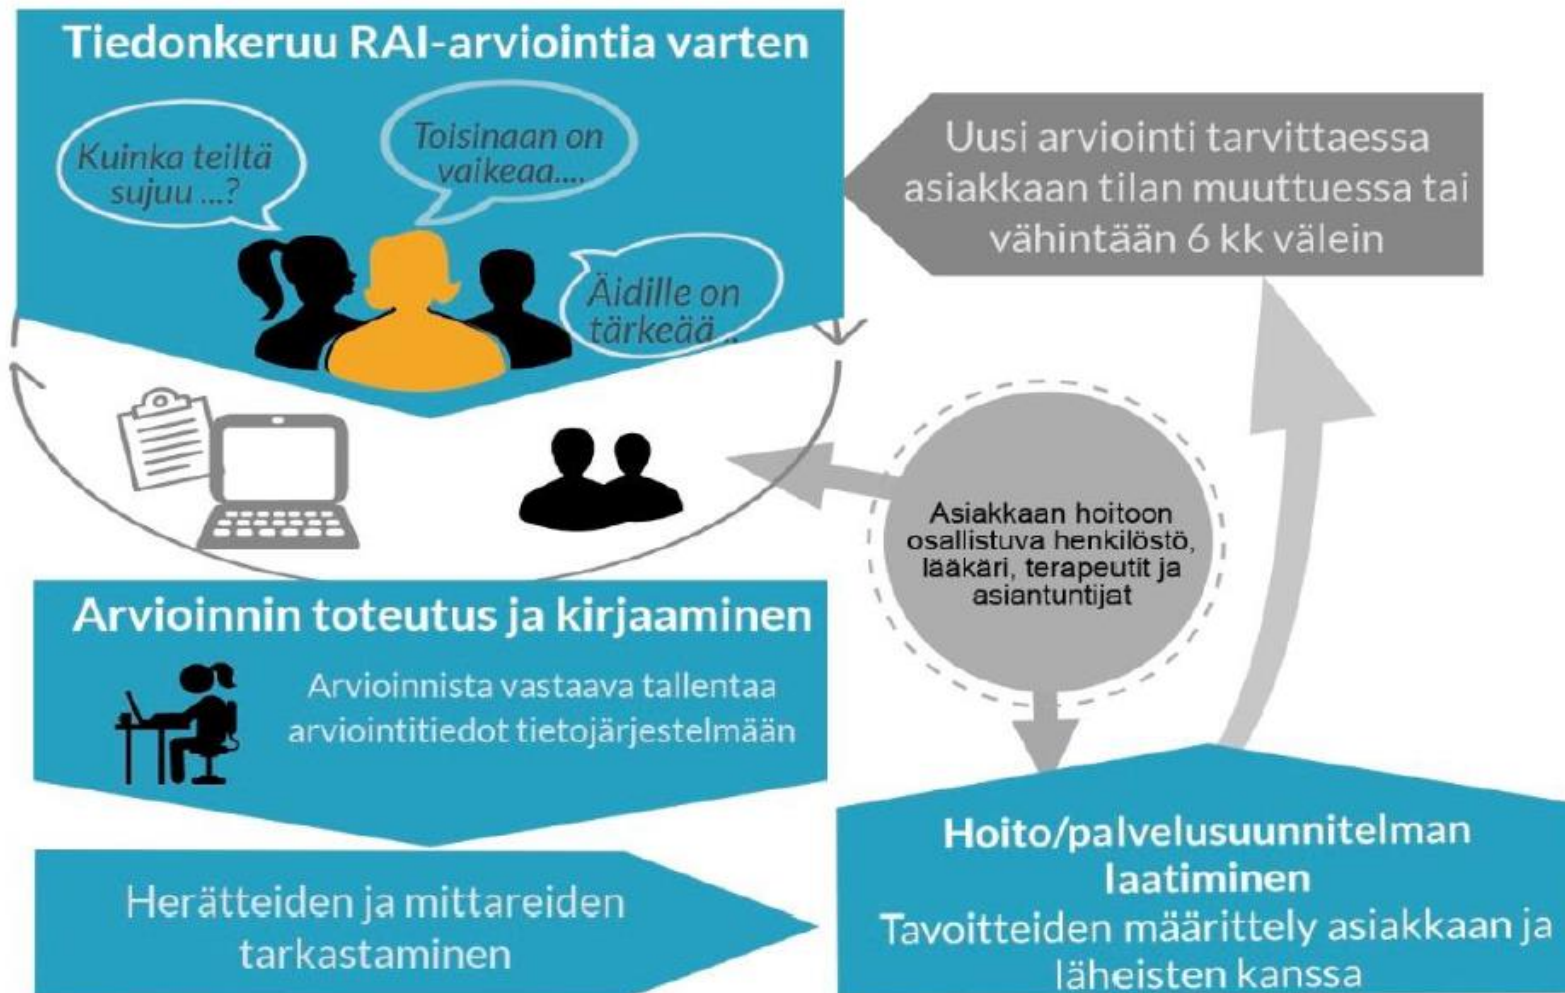 Tiedonkeruu RAI-arviointia varten
Kuinka teiltä
sujuu ...?
Toisinaan on
vaikeaa....
Äidille on
tärkeää...
Uusi arviointi tarvittaessa
asiakkaan tilan muuttuessa tai
vähintään 6 kk välein
Asiakkaan hoitoon
osallistuva henkilöstö,
lääkäri, terapeutit ja
asiantuntijat
Arvioinnin toteutus ja kirjaaminen
Arvioinnista vastaava tallentaa
arviointitiedot tietojärjestelmään
Herätteiden ja mittareiden
tarkastaminen
Hoito/palvelusuunnitelman
laatiminen
Tavoitteiden määrittely asiakkaan ja
läheisten kanssa